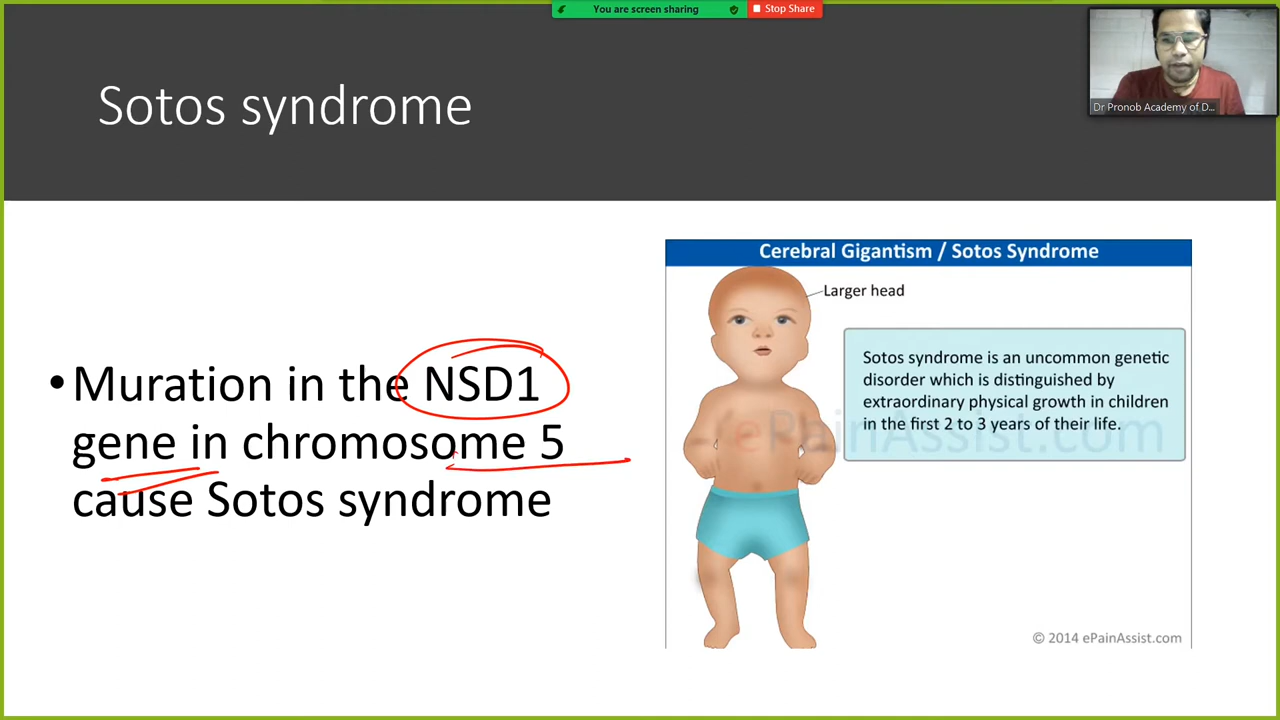 You are screen sharing
Stop Share
Dr Pronob Academy of D...
Sotos syndrome
•Muration in the NSD1
gene in chromosome 5
cause Sotos syndrome
Cerebral Gigantism / Sotos Syndrome
Larger head
Sotos syndrome is an uncommon genetic
disorder which is distinguished by
extraordinary physical growth in children
in the first 2 to 3 years of their life.
ePainAssist.com
© 2014 ePainAssist.com